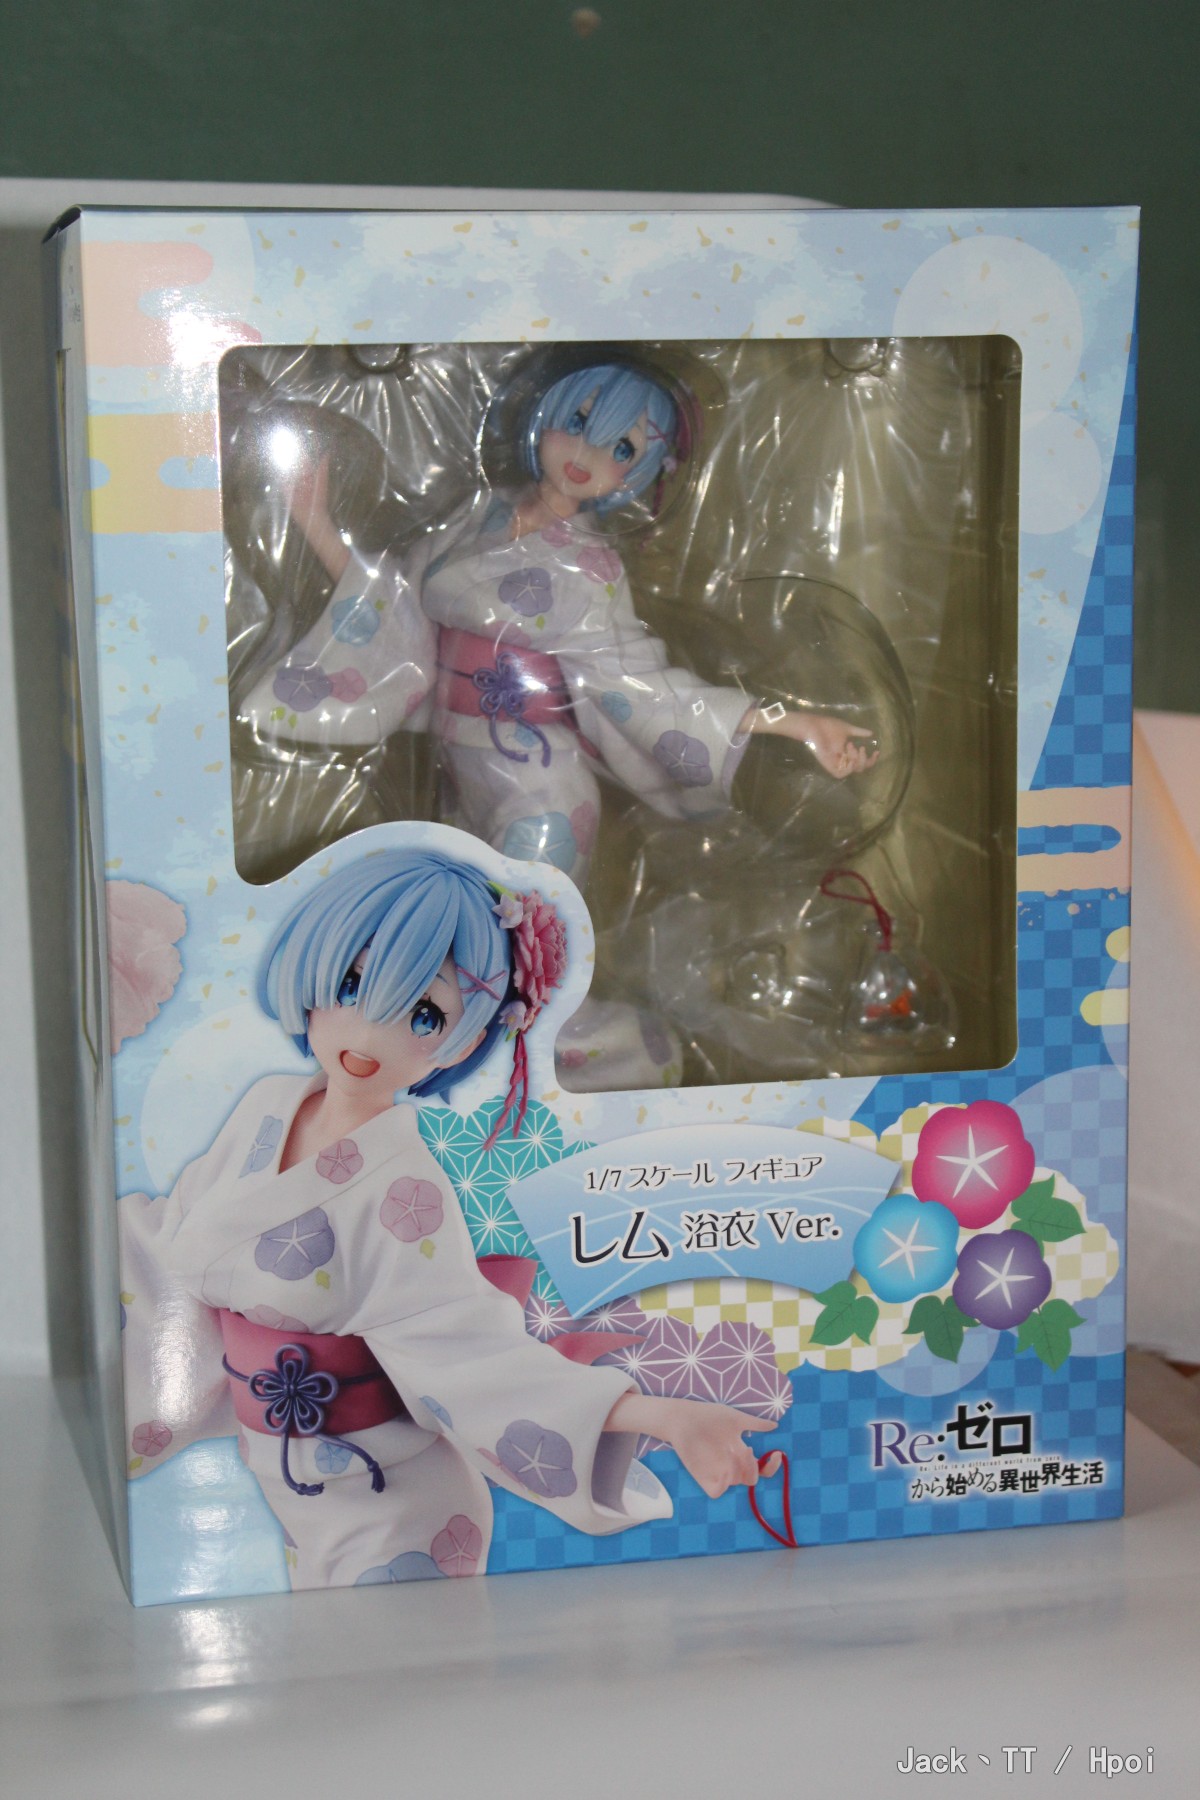 1/7 スケール フィギュア
レム 浴衣 Ver.
Re:ゼロ
Re: Life in a different world from zero
から始める異世界生活
Jack、TT / Hpoi